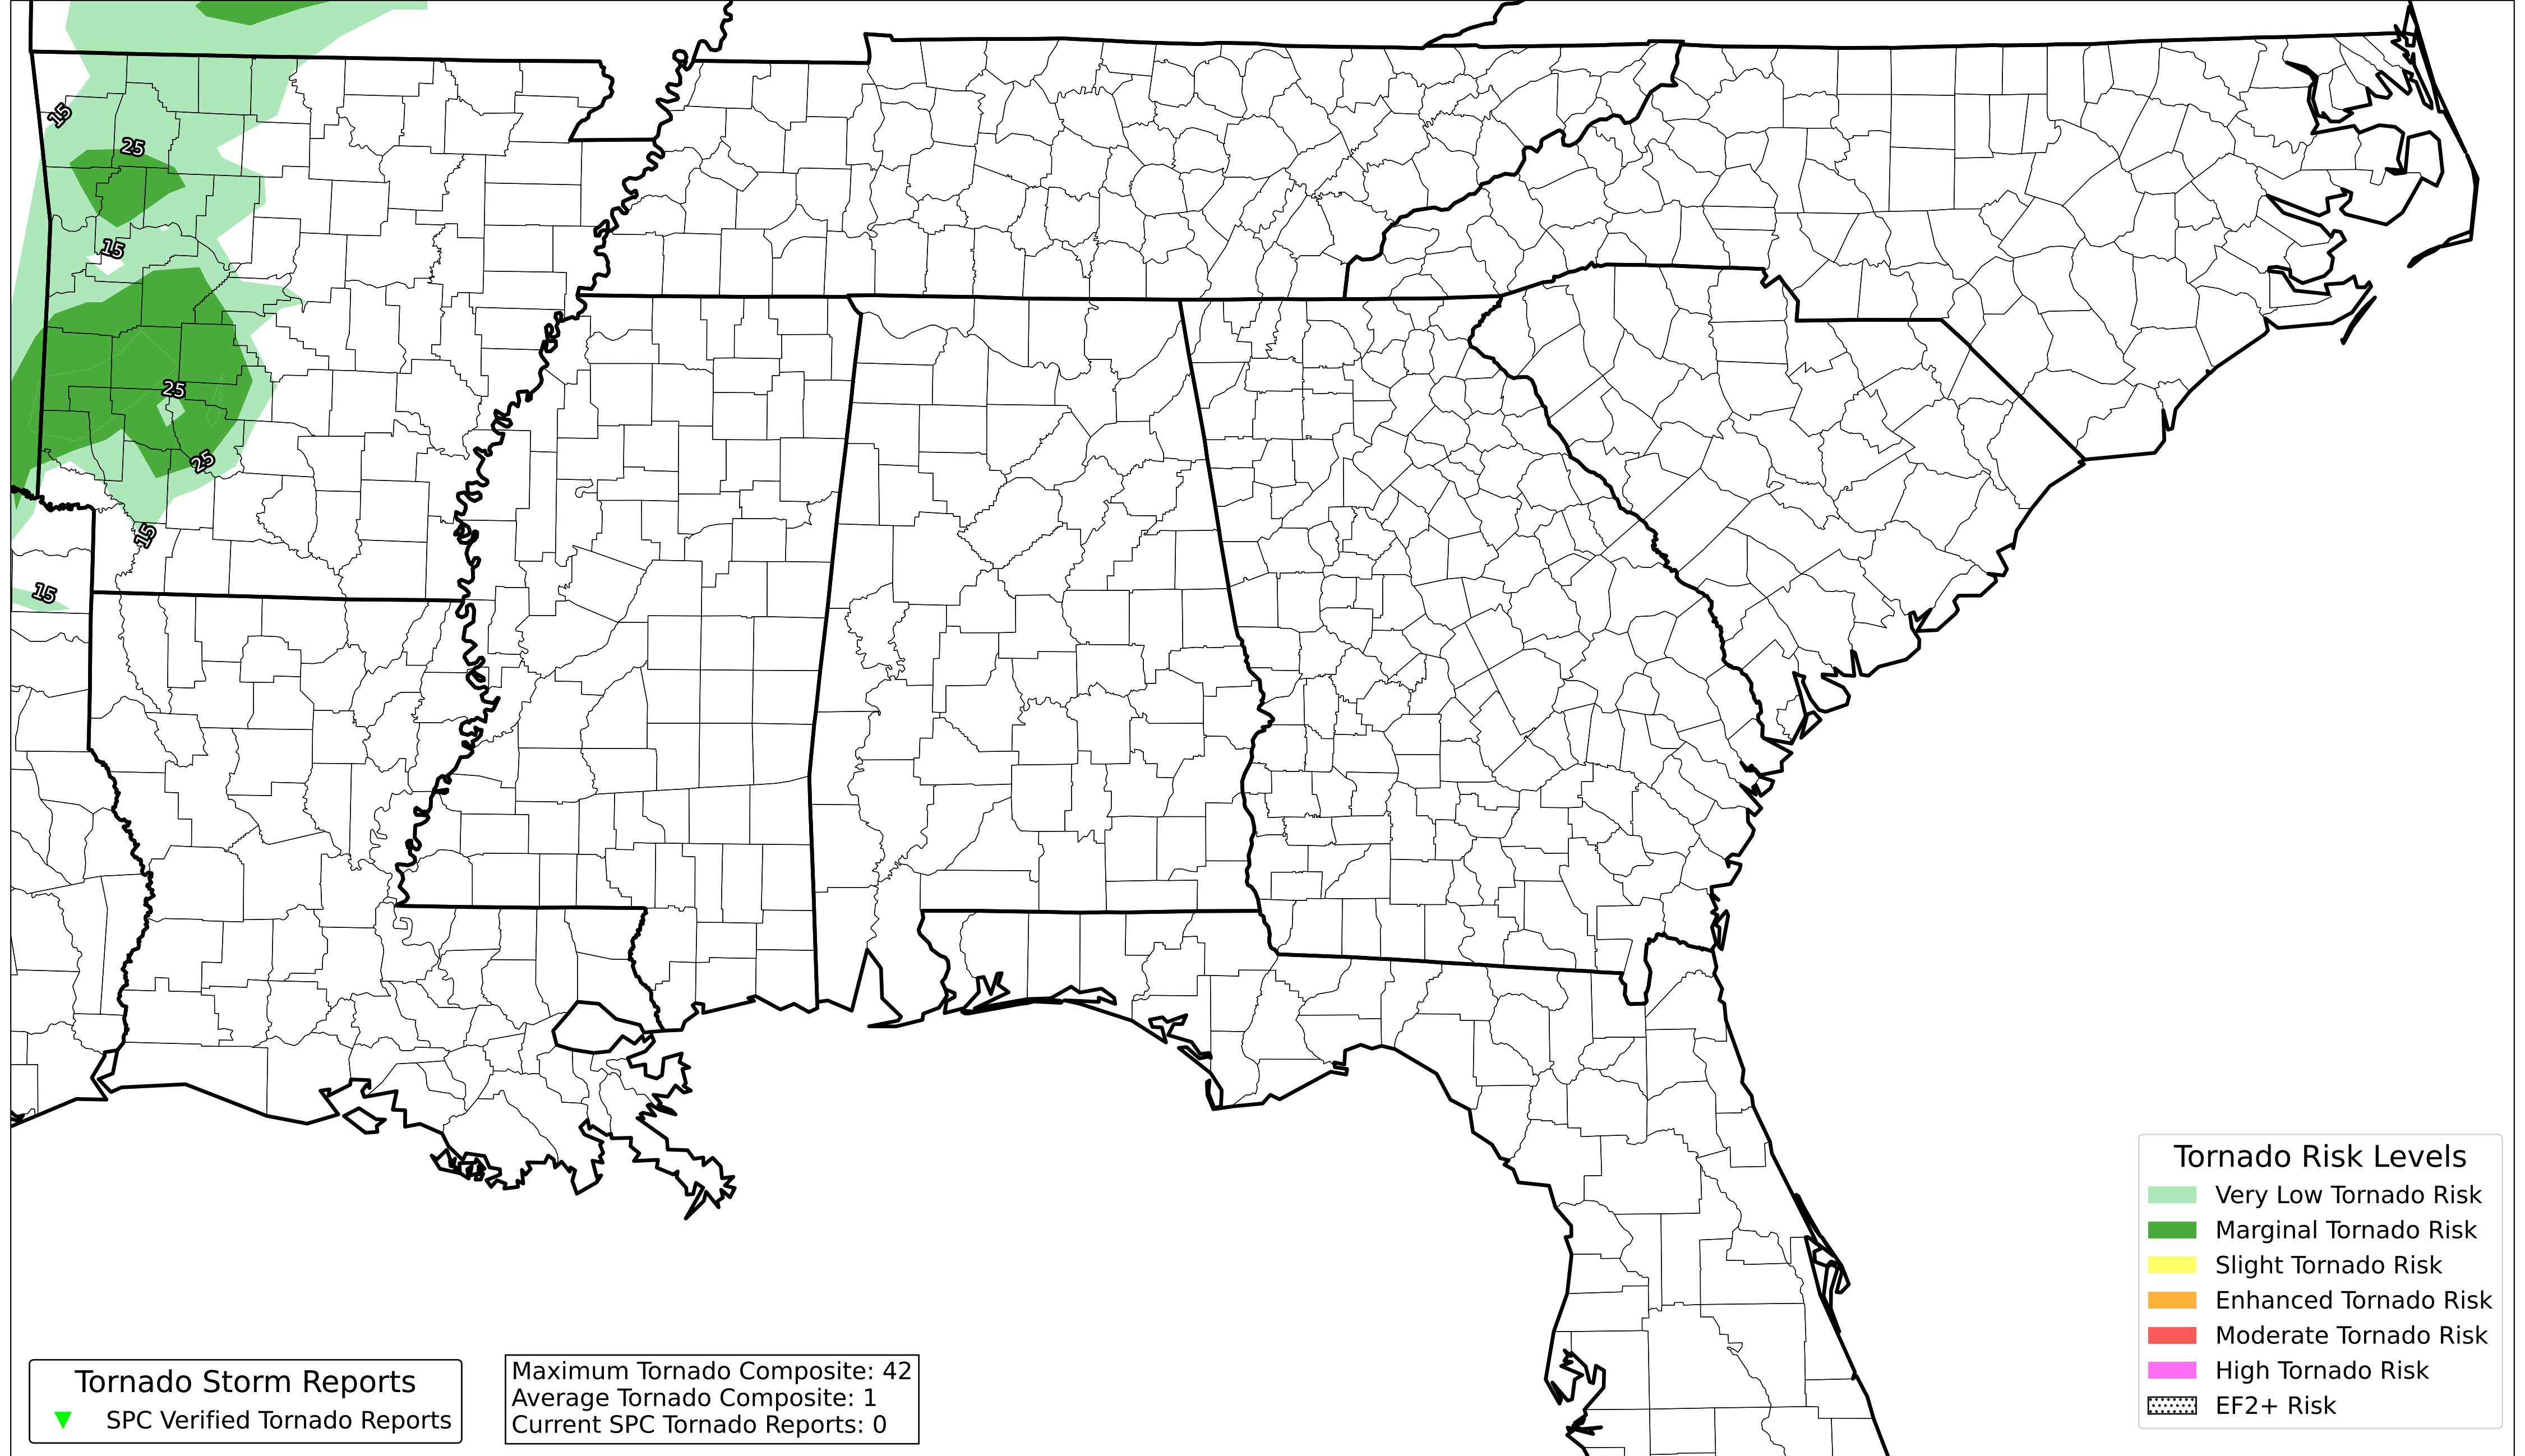 15
25
15
25
25
15
15
Tornado Storm Reports
SPC Verified Tornado Reports
Maximum Tornado Composite: 42
Average Tornado Composite: 1
Current SPC Tornado Reports: 0
Tornado Risk Levels
Very Low Tornado Risk
Marginal Tornado Risk
Slight Tornado Risk
Enhanced Tornado Risk
Moderate Tornado Risk
High Tornado Risk
EF2+ Risk